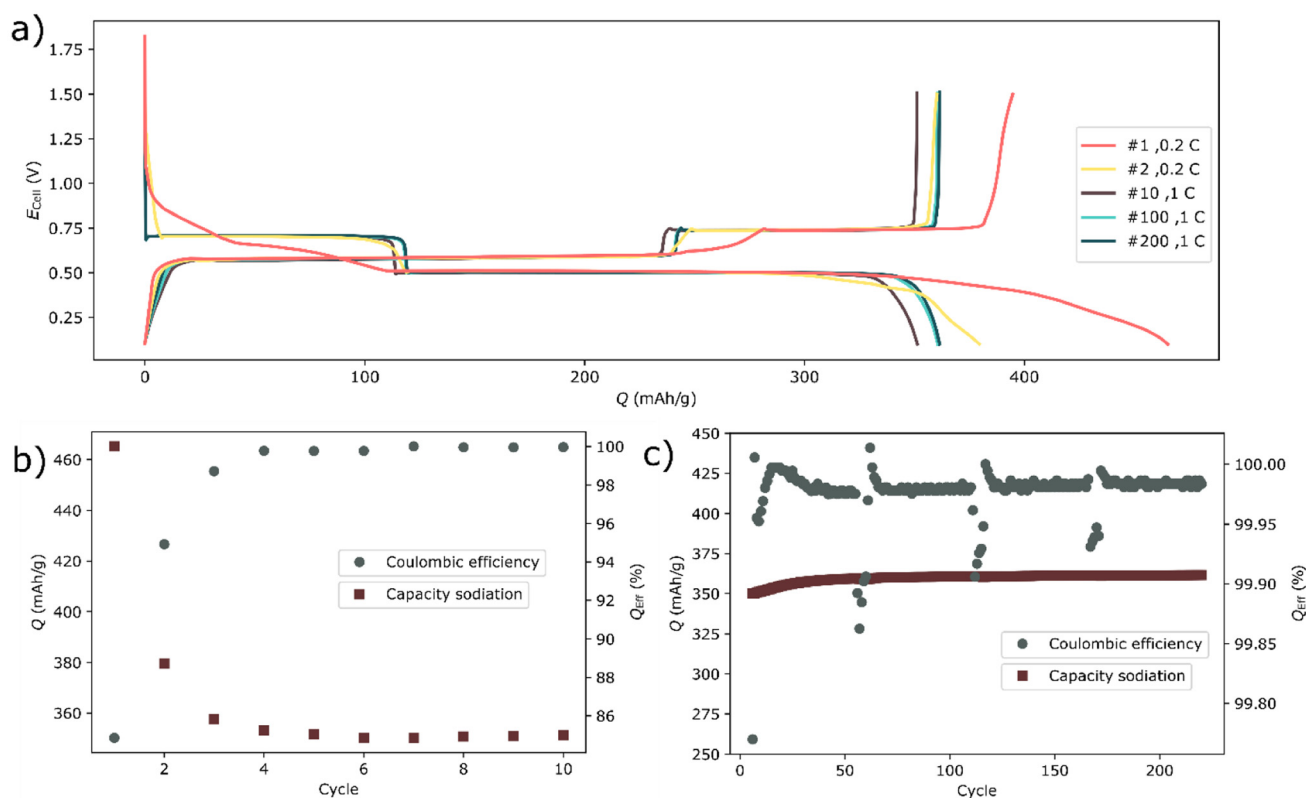 a)
1.75
1.50
1.25
1.00
0.75
0.50
0.25
E_Cell (V)
#1 ,0.2 C
#2 ,0.2 C
#10 ,1 C
#100 ,1 C
#200 ,1 C
0 100 200 300 400
Q (mAh/g)
b)
460
440
420
400
380
360
Q (mAh/g)
Coulombic efficiency
Capacity sodiation
100
98
96
94
92
90
88
86
Q_Eff (%)
2 4 6 8 10
Cycle
c)
450
425
400
375
350
325
300
275
250
Q (mAh/g)
Coulombic efficiency
Capacity sodiation
100.00
99.95
99.90
99.85
99.80
Q_Eff (%)
0 50 100 150 200
Cycle